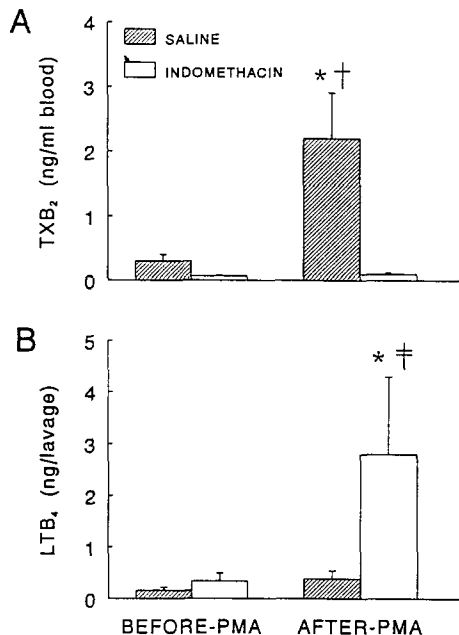 A
SALINE
INDOMETHACIN
* †
TXB₂ (ng/ml blood)
4
3
2
1
0
B
* ‡
LTB₄ (ng/lavage)
5
4
3
2
1
0
BEFORE-PMA AFTER-PMA